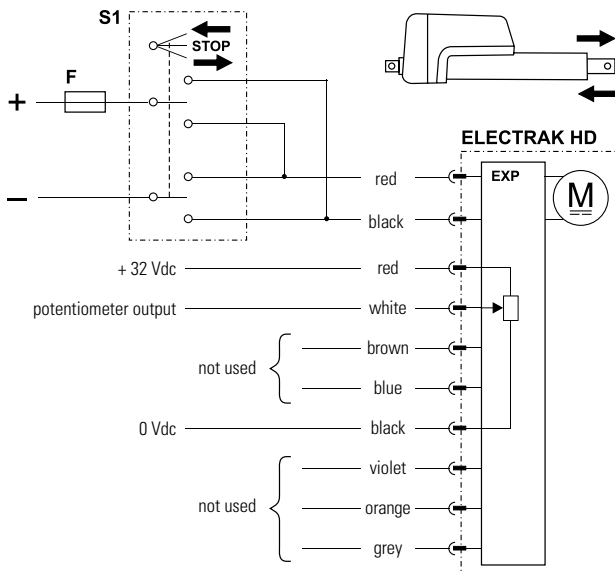 S1
STOP
F
+
−
ELECTRAK HD
EXP
M
red
black
+ 32 Vdc
red
potentiometer output
white
not used
brown
blue
0 Vdc
black
not used
violet
orange
grey